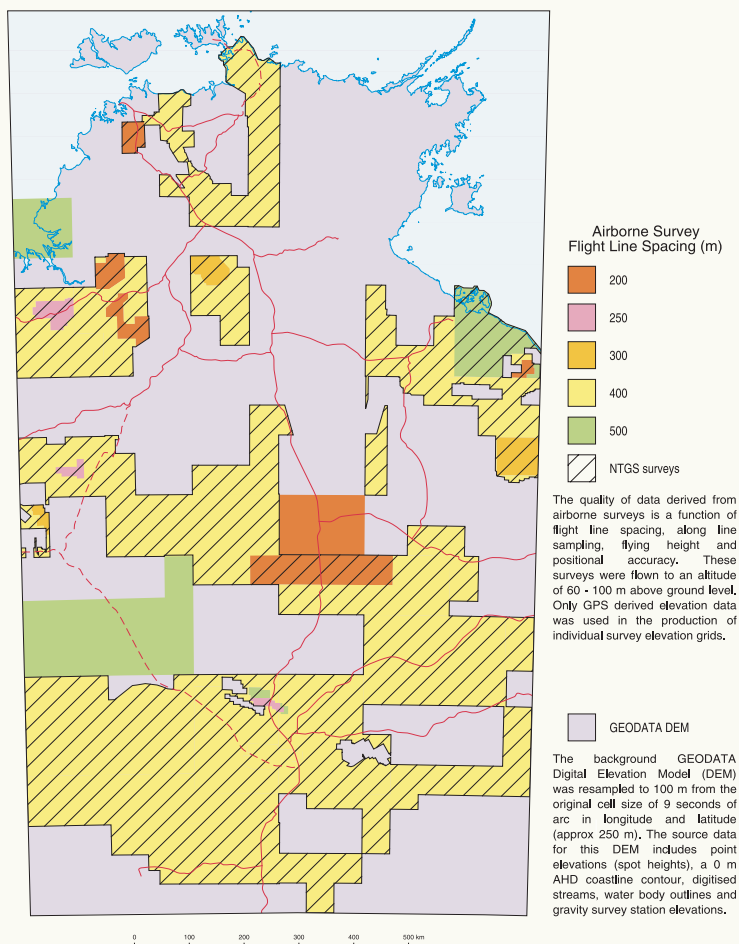 Airborne Survey
Flight Line Spacing (m)
200
250
300
400
500
NTGS surveys
The quality of data derived from
airborne surveys is a function of
flight line spacing, along line
sampling, flying height and
positional accuracy. These
surveys were flown to an altitude
of 60 - 100 m above ground level.
Only GPS derived elevation data
was used in the production of
individual survey elevation grids.
GEODATA DEM
The background GEODATA
Digital Elevation Model (DEM)
was resampled to 100 m from the
original cell size of 9 seconds of
arc in longitude and latitude
(approx 250 m). The source data
for this DEM includes point
elevations (spot heights), a 0 m
AHD coastline contour, digitised
streams, water body outlines and
gravity survey station elevations.
0 100 200 300 400 500 km